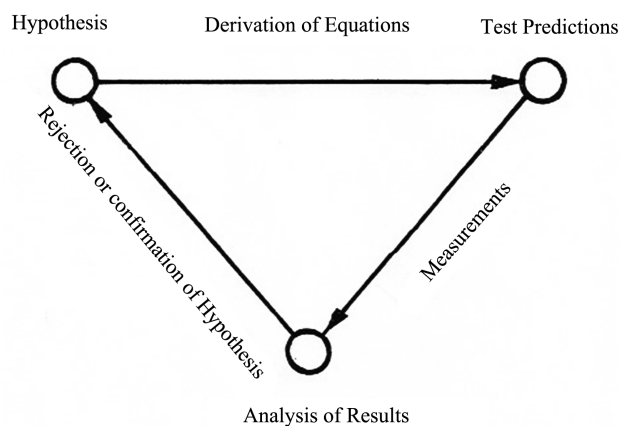 Hypothesis
Derivation of Equations
Test Predictions
Rejection or confirmation of Hypothesis
Measurements
Analysis of Results